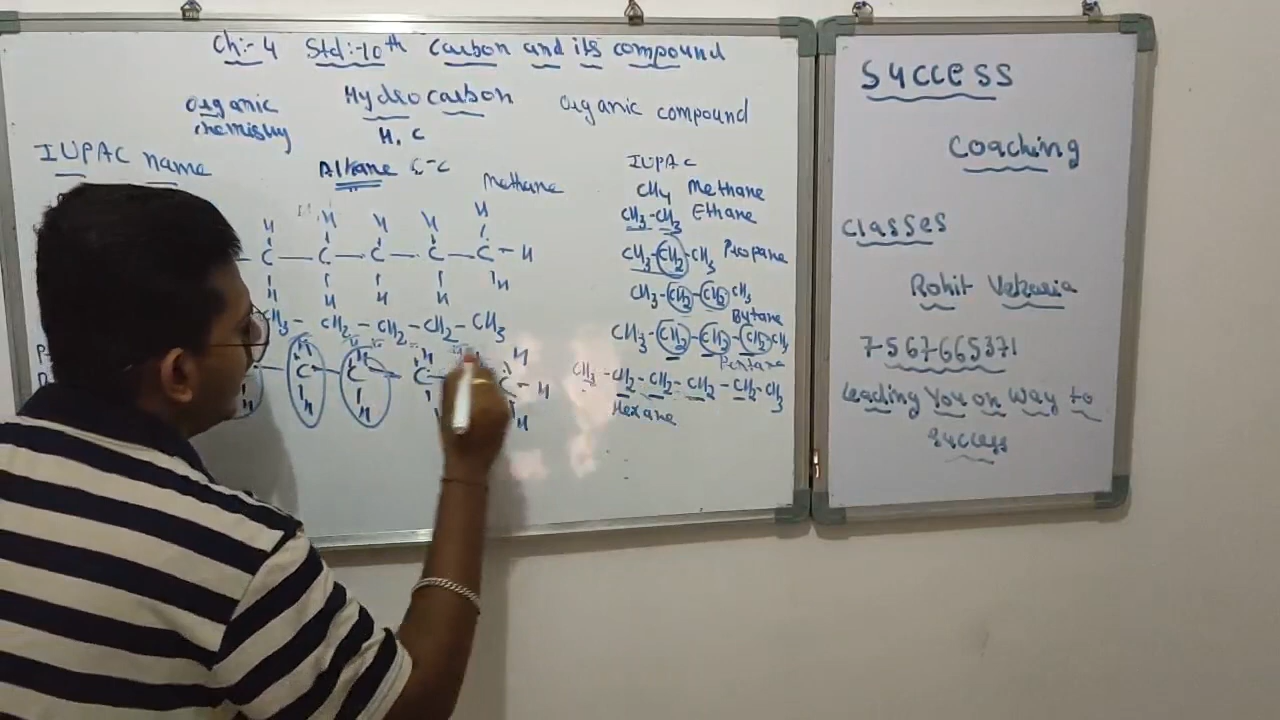 Ch:- 4 Std:-10th Carbon and its compound
organic chemistry
Hydrocarbon
H, C
organic compound
IUPAC name
Alkane C-C
Methane
H H H H H
C — C — C — C — C — H
H H H H H
CH3 - CH2 - CH2 - CH2 - CH3
H H H H
C C C C H
H H H
IUPAC
CH4 Methane
CH3-CH3 Ethane
CH3-CH2-CH3 Propane
CH3-CH2-CH2 CH3
Bytane
CH3-CH2-CH2-CH2 CH3
Pentane
CH3-CH2-CH2-CH2-CH2-CH3
Hexane
Success
Coaching
Classes
Rohit Vekaria
7567665371
Leading You on Way to
Success